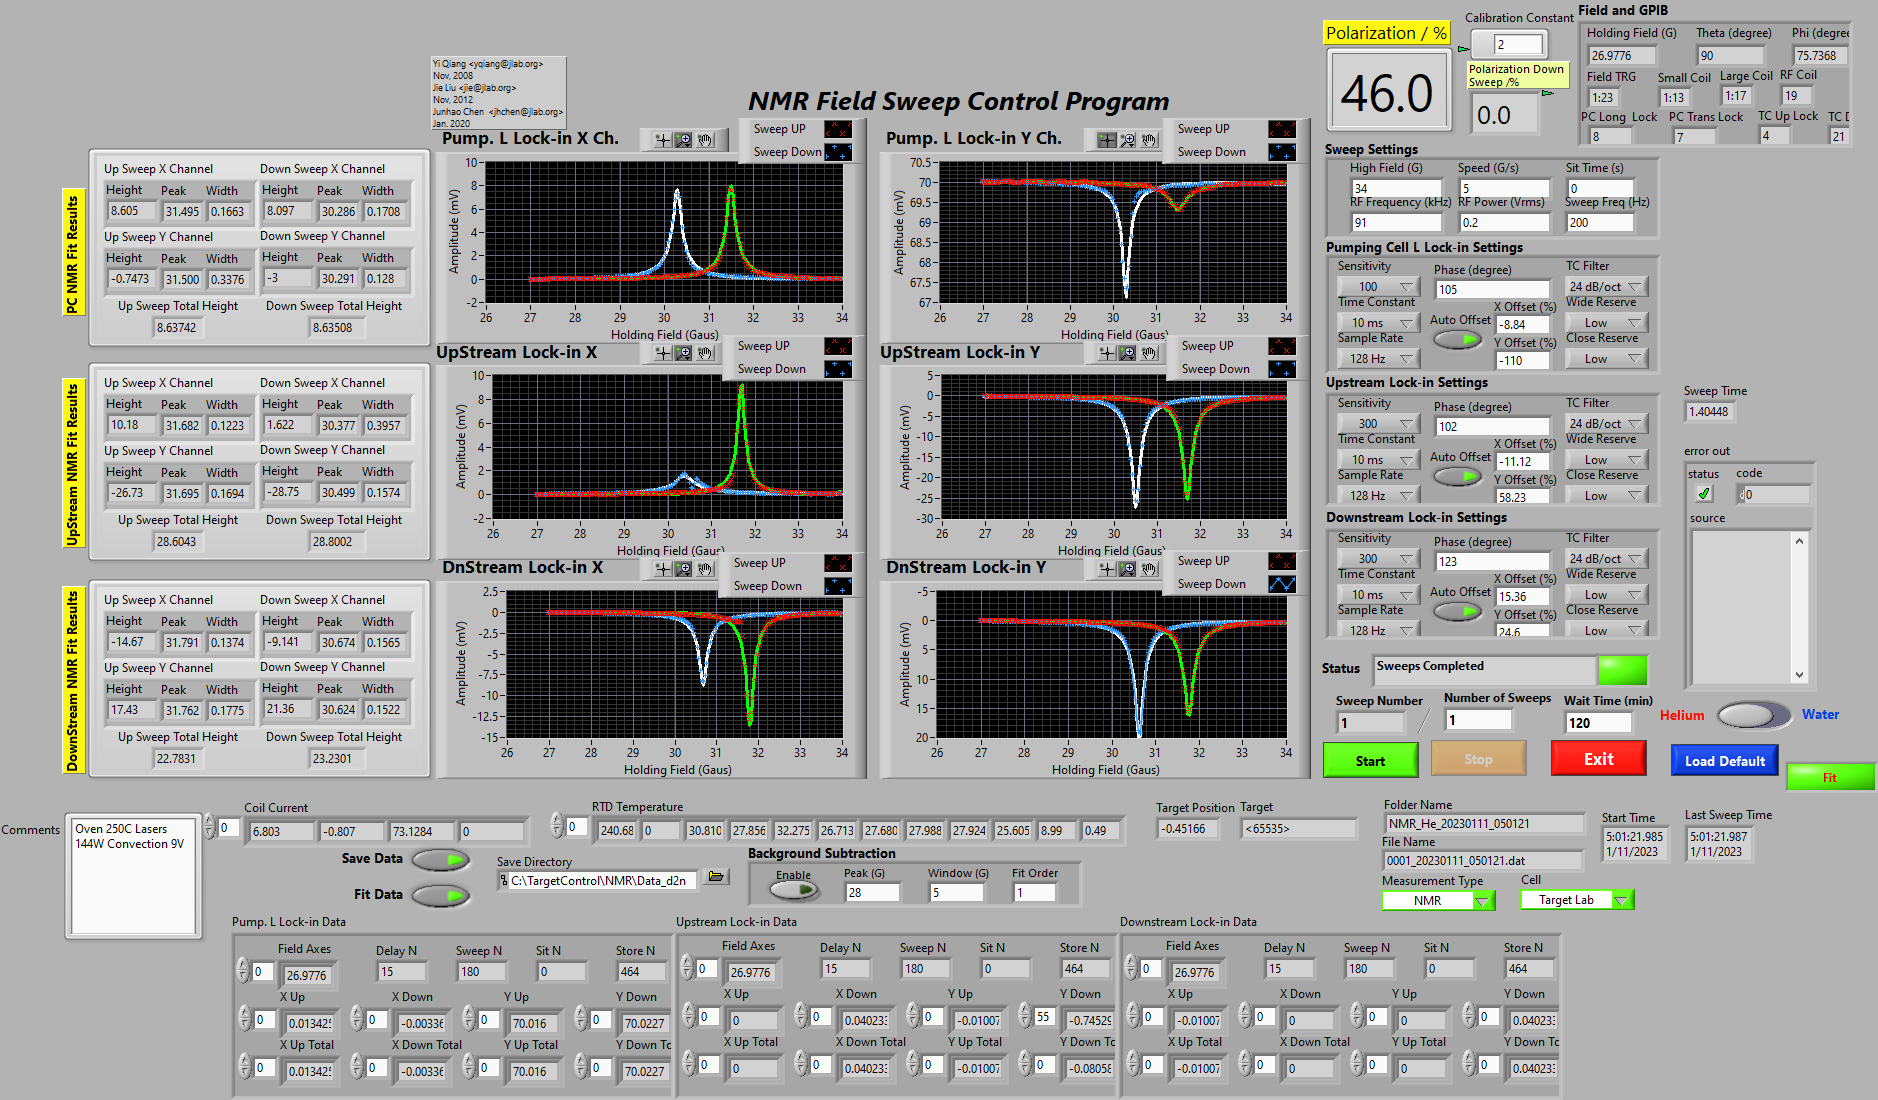 NMR Field Sweep Control Program
Yi Qiang <yqiang@jlab.org>
Nov, 2008
Jie Liu <jie@jlab.org>
Nov, 2012
Junhao Chen <jhchen@jlab.org>
Jan. 2020
Polarization / %
46.0
Calibration Constant
2
Polarization Down
Sweep /%
0.0
Field and GPIB
Holding Field (G) Theta (degree) Phi (degree
26.9776 90 75.7368
Field TRG Small Coil Large Coil RF Coil
1:23 1:13 1:17 19
PC Long Lock PC Trans Lock TC Up Lock TC D
8 7 4 21
PC NMR Fit Results
Up Sweep X Channel Down Sweep X Channel
Height Peak Width Height Peak Width
8.605 31.495 0.1663 8.097 30.286 0.1708
Up Sweep Y Channel Down Sweep Y Channel
Height Peak Width Height Peak Width
-0.7473 31.500 0.3376 -3 30.291 0.128
Up Sweep Total Height Down Sweep Total Height
8.63742 8.63508
UpStream NMR Fit Results
Up Sweep X Channel Down Sweep X Channel
Height Peak Width Height Peak Width
10.18 31.682 0.1223 1.622 30.377 0.3957
Up Sweep Y Channel Down Sweep Y Channel
Height Peak Width Height Peak Width
-26.73 31.695 0.1694 -28.75 30.499 0.1574
Up Sweep Total Height Down Sweep Total Height
28.6043 28.8002
DownStream NMR Fit Results
Up Sweep X Channel Down Sweep X Channel
Height Peak Width Height Peak Width
-14.67 31.791 0.1374 -9.141 30.674 0.1565
Up Sweep Y Channel Down Sweep Y Channel
Height Peak Width Height Peak Width
17.43 31.762 0.1775 21.36 30.624 0.1522
Up Sweep Total Height Down Sweep Total Height
22.7831 23.2301
Pump. L Lock-in X Ch.
Sweep UP
Sweep Down
Amplitude (mV)
10
8
6
4
2
0
-2
26 27 28 29 30 31 32 33 34
Holding Field (Gaus)
Pump. L Lock-in Y Ch.
Sweep UP
Sweep Down
Amplitude (mV)
70.5
70
69.5
69
68.5
68
67.5
67
26 27 28 29 30 31 32 33 34
Holding Field (Gaus)
UpStream Lock-in X
Sweep UP
Sweep Down
Amplitude (mV)
10
8
6
4
2
0
-2
26 27 28 29 30 31 32 33 34
Holding Field (Gaus)
UpStream Lock-in Y
Sweep UP
Sweep Down
Amplitude (mV)
5
0
-5
-10
-15
-20
-25
-30
26 27 28 29 30 31 32 33 34
Holding Field (Gaus)
DnStream Lock-in X
Sweep UP
Sweep Down
Amplitude (mV)
2.5
0
-2.5
-5
-7.5
-10
-12.5
-15
26 27 28 29 30 31 32 33 34
Holding Field (Gaus)
DnStream Lock-in Y
Sweep UP
Sweep Down
Amplitude (mV)
-5
0
5
10
15
20
26 27 28 29 30 31 32 33 34
Holding Field (Gaus)
Sweep Settings
High Field (G) Speed (G/s) Sit Time (s)
34 5 0
RF Frequency (kHz) RF Power (Vrms) Sweep Freq (Hz)
91 0.2 200
Pumping Cell L Lock-in Settings
Sensitivity Phase (degree) TC Filter
100 105 24 dB/oct
Time Constant X Offset (%) Wide Reserve
10 ms Auto Offset -8.84 Low
Sample Rate Y Offset (%) Close Reserve
128 Hz -110 Low
Upstream Lock-in Settings
Sensitivity Phase (degree) TC Filter
300 102 24 dB/oct
Time Constant X Offset (%) Wide Reserve
10 ms Auto Offset -11.12 Low
Sample Rate Y Offset (%) Close Reserve
128 Hz 58.23 Low
Downstream Lock-in Settings
Sensitivity Phase (degree) TC Filter
300 123 24 dB/oct
Time Constant X Offset (%) Wide Reserve
10 ms Auto Offset 15.36 Low
Sample Rate Y Offset (%) Close Reserve
128 Hz 24.6 Low
Sweep Time
1.40448
error out
status code
0
source
Status Sweeps Completed
Sweep Number Number of Sweeps Wait Time (min)
1 / 1 120
Helium Water
Start Stop Exit Load Default Fit
Comments
Oven 250C Lasers
144W Convection 9V
Coil Current
0 6.803 -0.807 73.1284 0
RTD Temperature
0 240.68 0 30.810 27.856 32.275 26.713 27.680 27.988 27.924 25.605 8.99 0.49
Target Position Target
-0.45166 <65535>
Folder Name
NMR_He_20230111_050121
File Name
0001_20230111_050121.dat
Start Time Last Sweep Time
5:01:21.985 5:01:21.987
1/11/2023 1/11/2023
Measurement Type Cell
NMR Target Lab
Save Data
Fit Data
Save Directory
C:\TargetControl\NMR\Data_d2n
Background Subtraction
Enable Peak (G) Window (G) Fit Order
28 5 1
Pump. L Lock-in Data
Field Axes Delay N Sweep N Sit N Store N
0 26.9776 15 180 0 464
X Up X Down Y Up Y Down
0 0.01342 0 -0.00336 0 70.016 0 70.0227
X Up Total X Down Total Y Up Total Y Down To
0 0.01342 0 -0.00336 0 70.016 0 70.0227
Upstream Lock-in Data
Field Axes Delay N Sweep N Sit N Store N
0 26.9776 15 180 0 464
X Up X Down Y Up Y Down
0 0 0 0.04023 0 -0.01007 55 -0.74529
X Up Total X Down Total Y Up Total Y Down Tc
0 0 0 0.04023 0 -0.01007 0 -0.08058
Downstream Lock-in Data
Field Axes Delay N Sweep N Sit N Store N
0 26.9776 15 180 0 464
X Up X Down Y Up Y Down
0 -0.01007 0 0 0 0 0 0.04023
X Up Total X Down Total Y Up Total Y Down Tc
0 -0.01007 0 0 0 0 0 0.04023